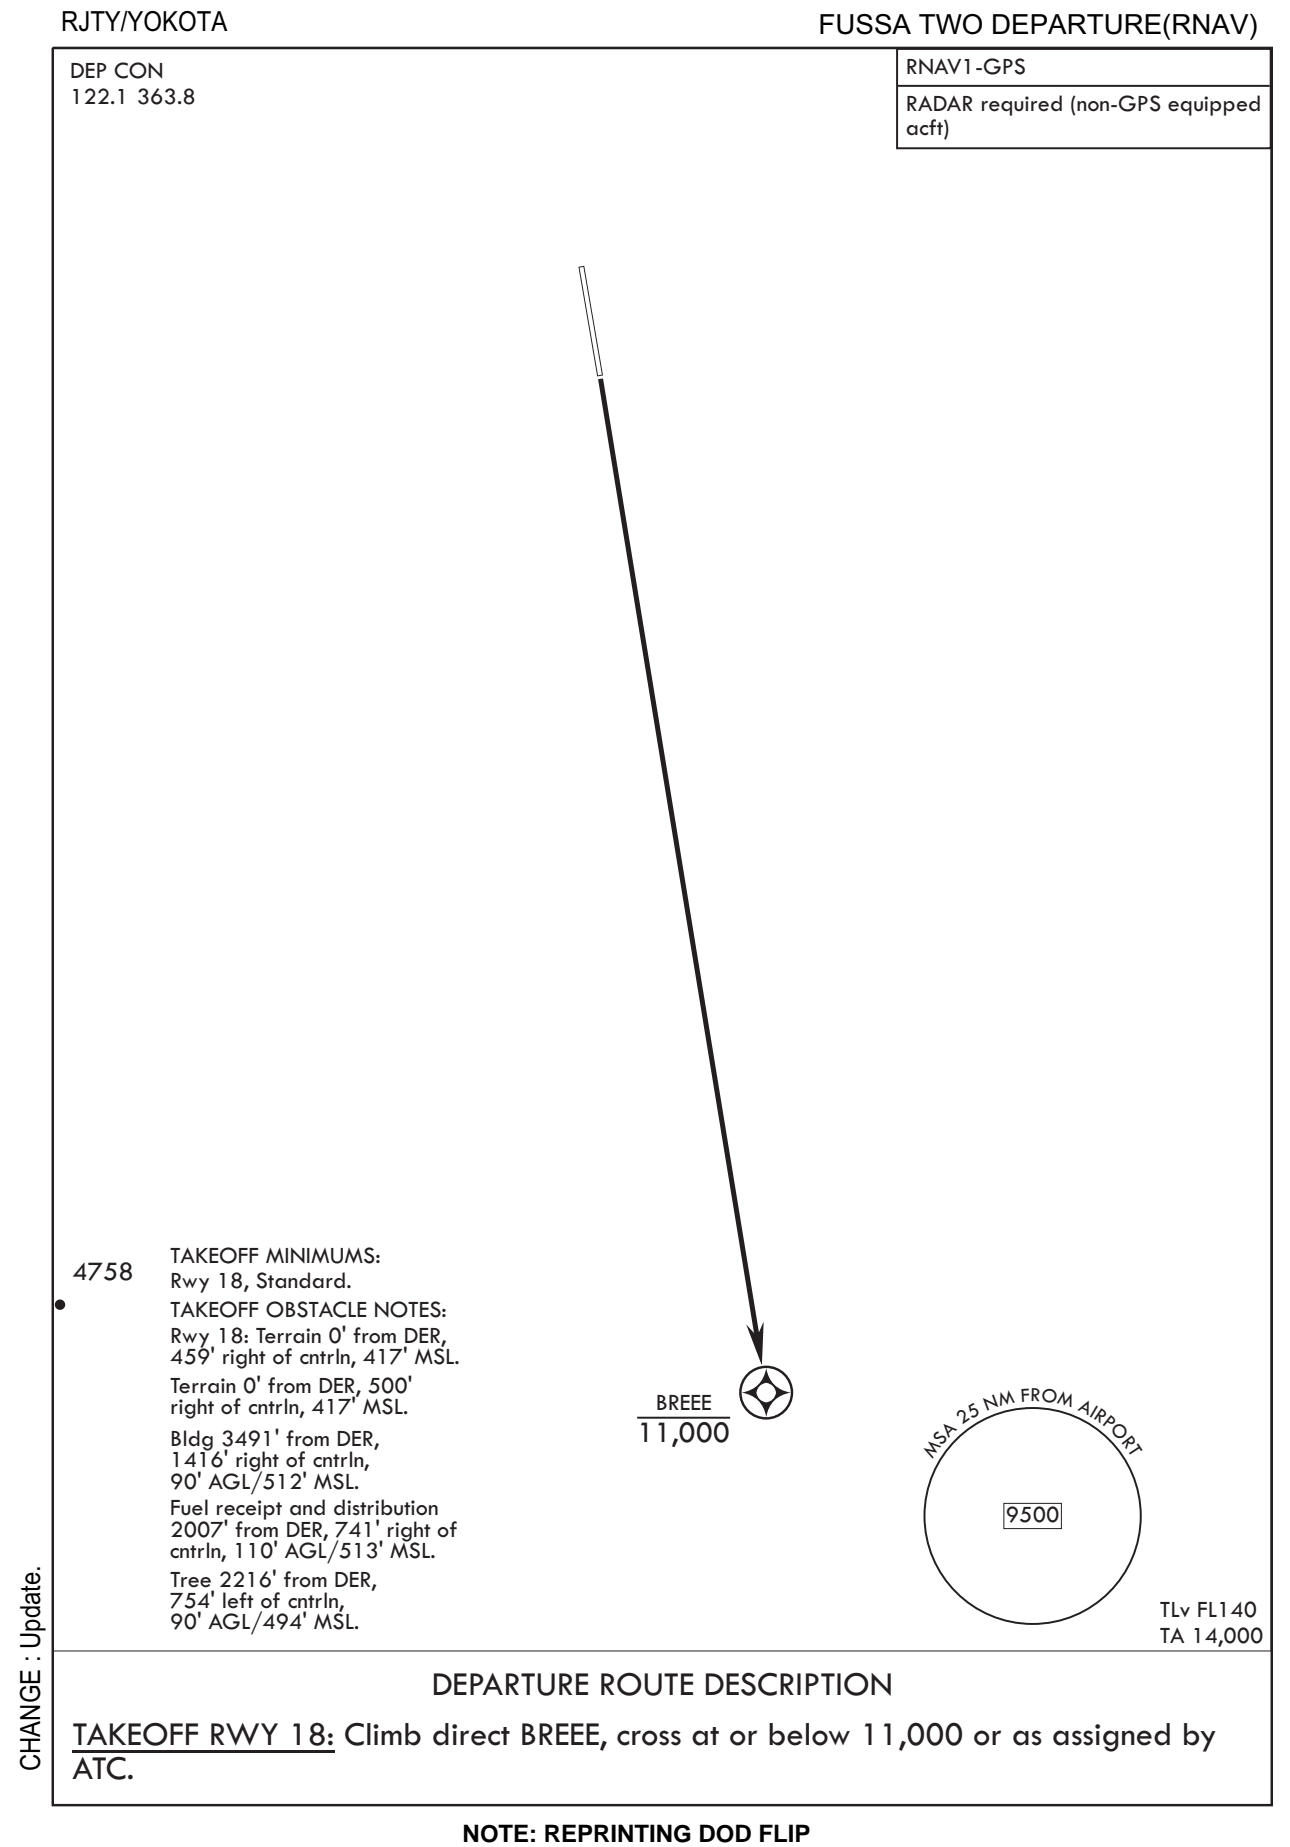 RJTY/YOKOTA
FUSSA TWO DEPARTURE(RNAV)
DEP CON
122.1 363.8
RNAV1-GPS
RADAR required (non-GPS equipped
acft)
4758
TAKEOFF MINIMUMS:
Rwy 18, Standard.
TAKEOFF OBSTACLE NOTES:
Rwy 18: Terrain 0' from DER,
459' right of cntrln, 417' MSL.
Terrain 0' from DER, 500'
right of cntrln, 417' MSL.
Bldg 3491' from DER,
1416' right of cntrln,
90' AGL/512' MSL.
Fuel receipt and distribution
2007' from DER, 741' right of
cntrln, 110' AGL/513' MSL.
Tree 2216' from DER,
754' left of cntrln,
90' AGL/494' MSL.
BREEE
11,000
MSA 25 NM FROM AIRPORT
9500
TLv FL140
TA 14,000
CHANGE : Update.
DEPARTURE ROUTE DESCRIPTION
TAKEOFF RWY 18: Climb direct BREEE, cross at or below 11,000 or as assigned by
ATC.
NOTE: REPRINTING DOD FLIP